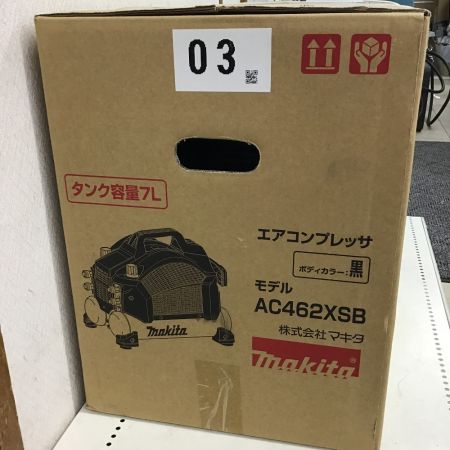 03
タンク容量7L
エアコンプレッサ
ボディカラー:黒
モデル
AC462XSB
株式会社マキタ
makita
makita